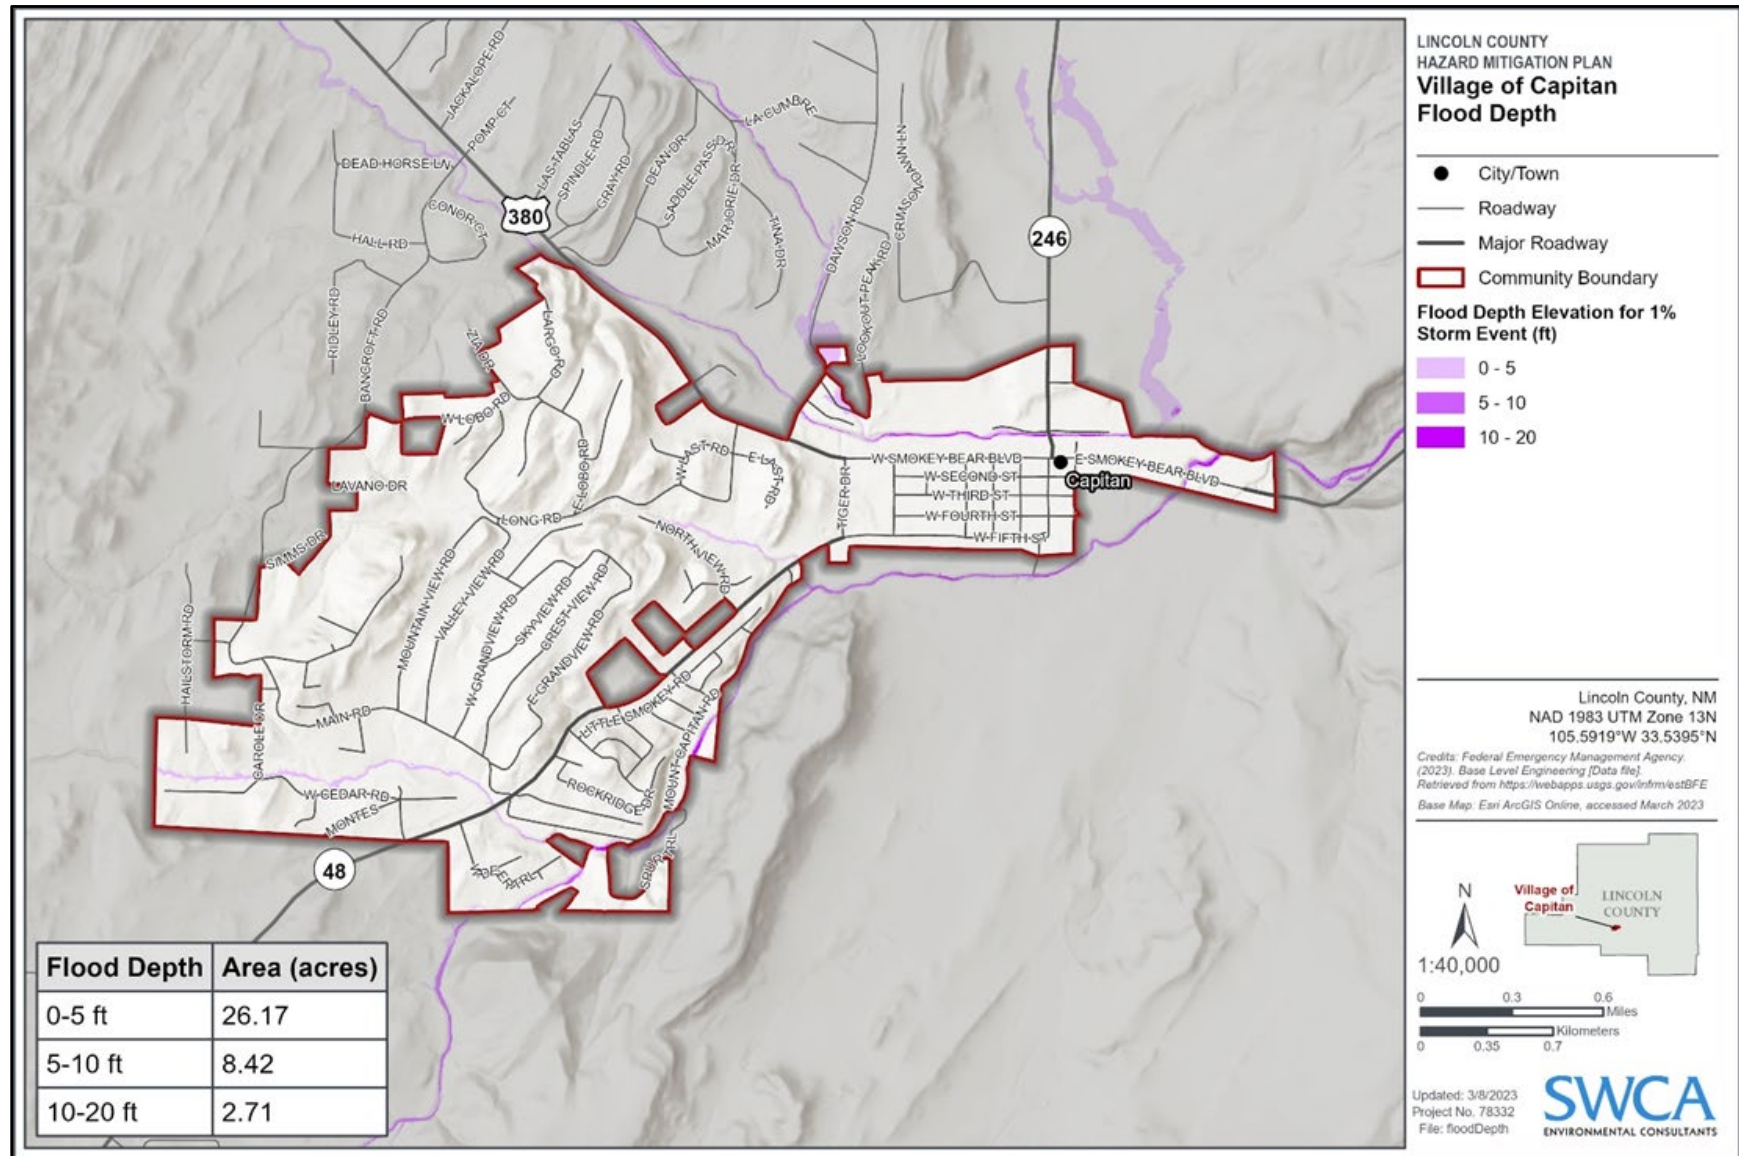 LINCOLN COUNTY
HAZARD MITIGATION PLAN
Village of Capitan
Flood Depth
City/Town
Roadway
Major Roadway
Community Boundary
Flood Depth Elevation for 1%
Storm Event (ft)
0 - 5
5 - 10
10 - 20
Lincoln County, NM
NAD 1983 UTM Zone 13N
105.5919°W 33.5395°N
Credits: Federal Emergency Management Agency.
(2023). Base Level Engineering [Data file].
Retrieved from https://webapps.usgs.gov/infrm/estBFE
Base Map: Esri ArcGIS Online, accessed March 2023
Village of
Capitan
LINCOLN
COUNTY
N
1:40,000
0 0.3 0.6
Miles
Kilometers
0 0.35 0.7
Updated: 3/8/2023
Project No. 78332
File: floodDepth
SWCA
ENVIRONMENTAL CONSULTANTS
JACKALOPE RD
POMP CT
DEAD HORSE LN
CONOR CT
HALL RD
RIDLEY RD
BANCROFT RD
380
LAS TABLAS
SPINDLE RD
GRAY RD
DEAN DR
SADDLE PASS DR
MARJORIE DR
LA CUMBRE
TINA DR
DAWSON RD
LOOKOUT PEAK RD
CRIMSON DAWN LN
246
ZIA DR
LARGO RD
W LOBO RD
E LOBO RD
LAVANO DR
SIMMS DR
LONG RD
W LAST RD
E LAST RD
TIGER DR
W SMOKEY BEAR BLVD
E SMOKEY BEAR BLVD
Capitan
W SECOND ST
W THIRD ST
W FOURTH ST
W FIFTH ST
NORTH VIEW RD
MOUNTAIN VIEW RD
VALLEY VIEW RD
W GRANDVIEW RD
SKYVIEW RD
CREST VIEW RD
E GRANDVIEW RD
HAILSTORM RD
CAROLE DR
MAIN RD
LITTLE SMOKEY RD
MOUNT CAPITAN RD
ROCKRIDGE DR
W CEDAR RD
MONTES
48
SPUR TRL
Flood Depth Area (acres)
0-5 ft 26.17
5-10 ft 8.42
10-20 ft 2.71